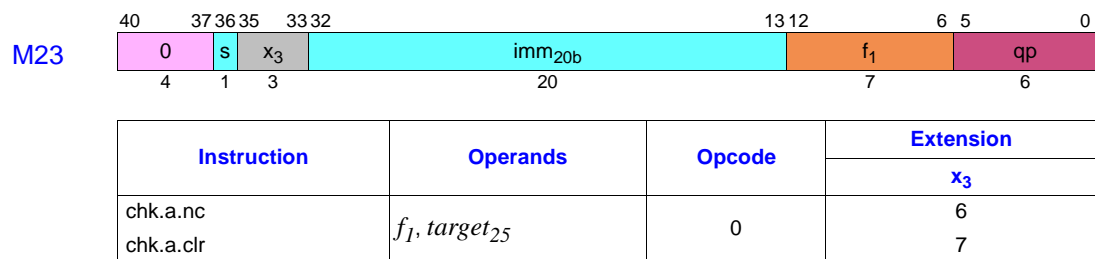 40 37 36 35 33 32 13 12 6 5 0
M23 0 s x3 imm20b f1 qp
4 1 3 20 7 6
Instruction Operands Opcode Extension
x3
chk.a.nc 6
f1, target25 0
chk.a.clr 7